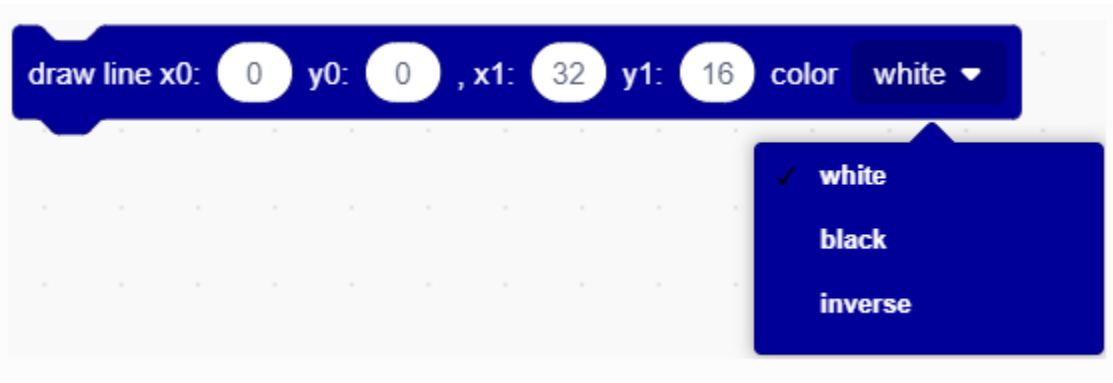 draw line x0: 0 y0: 0 , x1: 32 y1: 16 color white
white
black
inverse